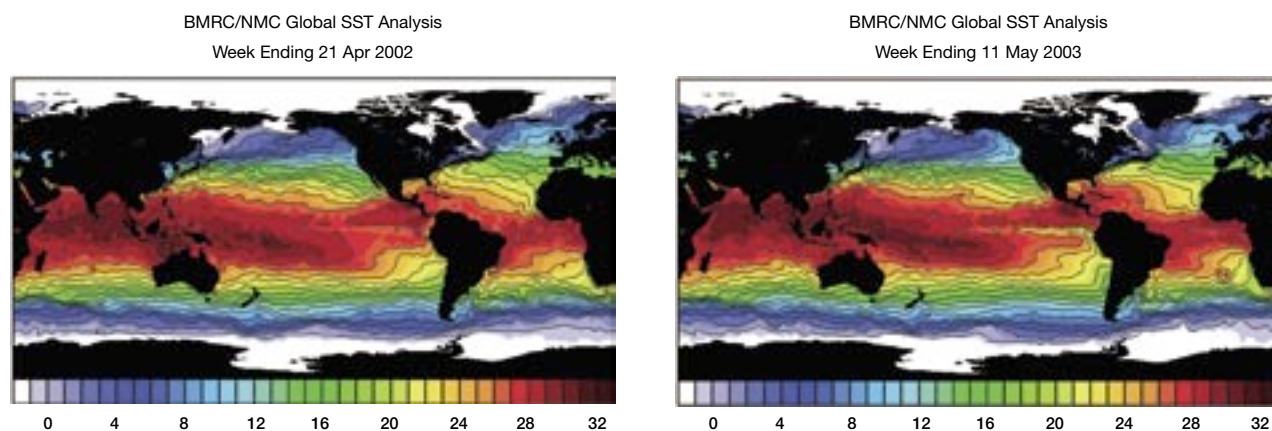 BMRC/NMC Global SST Analysis
Week Ending 21 Apr 2002
0 4 8 12 16 20 24 28 32
BMRC/NMC Global SST Analysis
Week Ending 11 May 2003
0 4 8 12 16 20 24 28 32